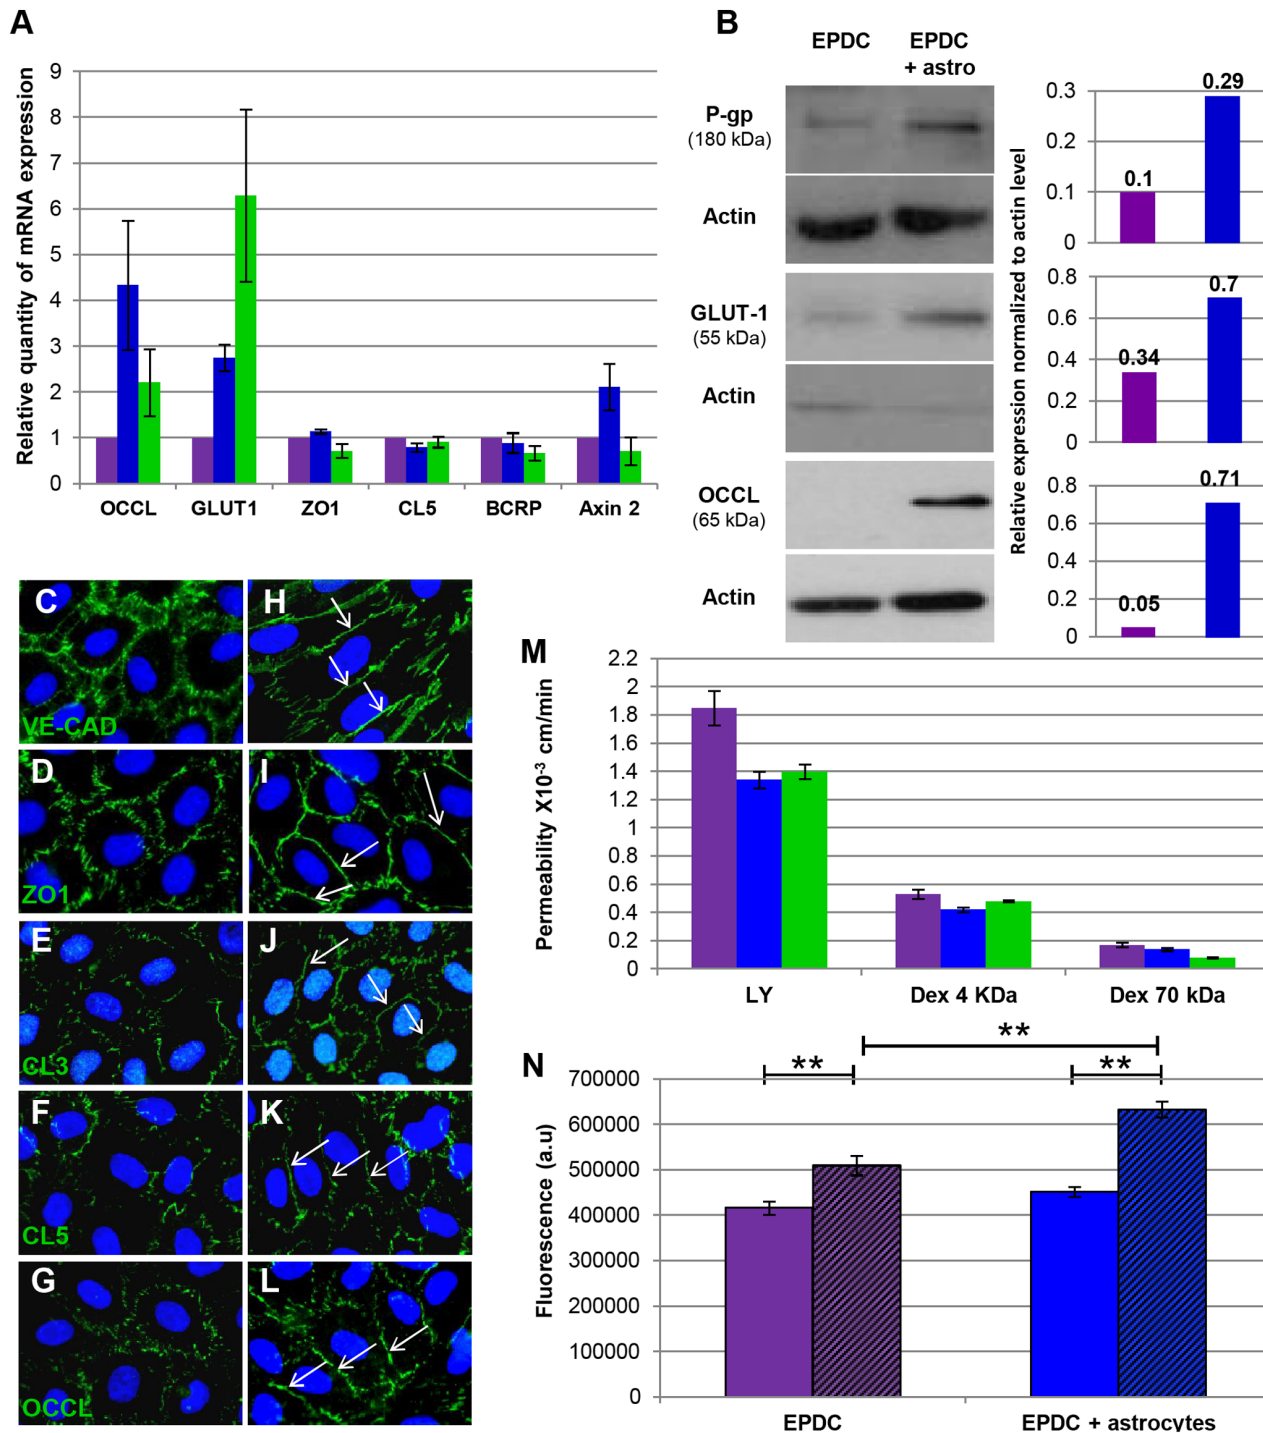 A
Relative quantity of mRNA expression
9
8
7
6
5
4
3
2
1
0
OCCL GLUT1 ZO1 CL5 BCRP Axin 2
B
EPDC EPDC
+ astro
P-gp
(180 kDa)
Actin
GLUT-1
(55 kDa)
Actin
OCCL
(65 kDa)
Actin
Relative expression normalized to actin level
0.3
0.2
0.1
0
0.1
0.29
0.8
0.6
0.4
0.2
0
0.34
0.7
0.8
0.6
0.4
0.2
0
0.05
0.71
C
VE-CAD
H
D
ZO1
I
E
CL3
J
F
CL5
K
G
OCCL
L
M
Permeability X10⁻³ cm/min
2.2
2
1.8
1.6
1.4
1.2
1
0.8
0.6
0.4
0.2
0
LY Dex 4 KDa Dex 70 kDa
N
Fluorescence (a.u)
700000
600000
500000
400000
300000
200000
100000
0
**
**
**
EPDC EPDC + astrocytes